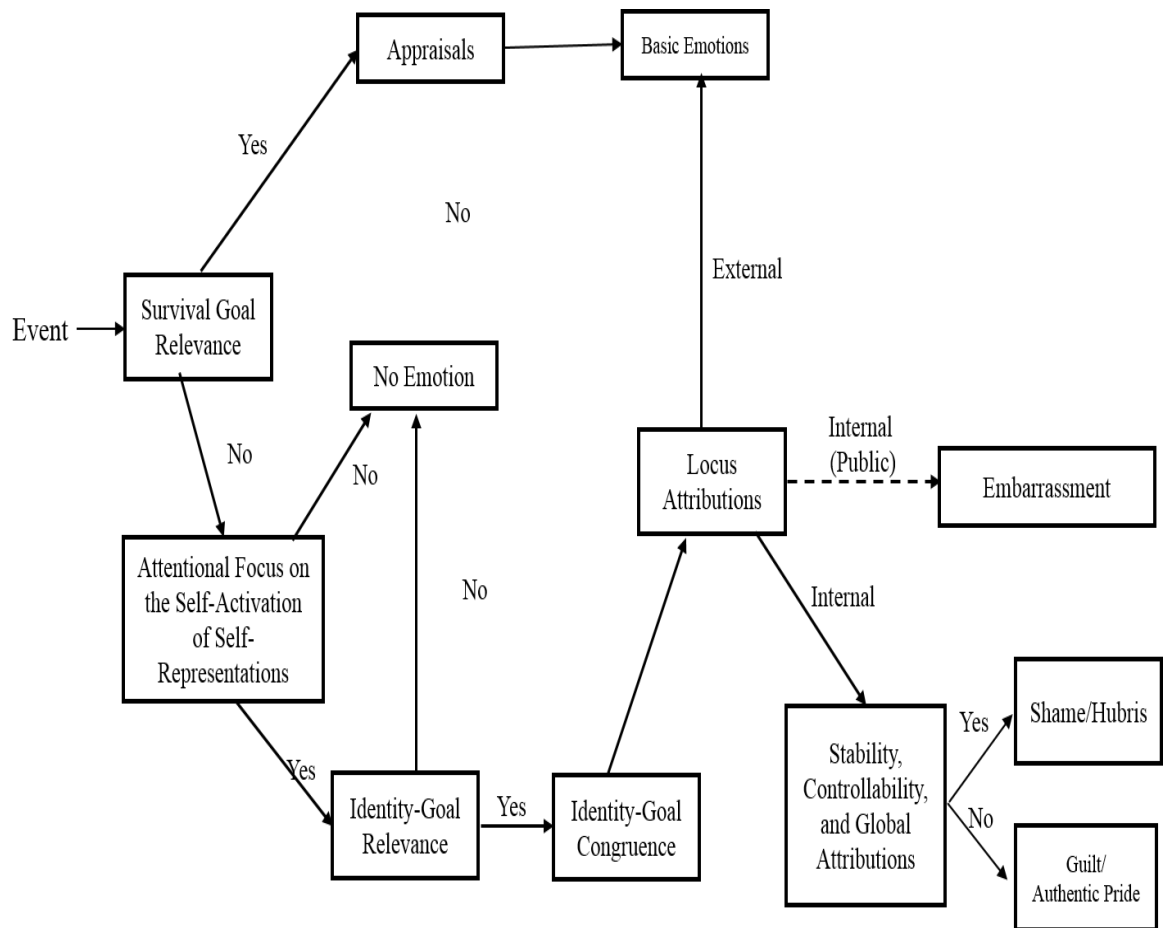 Appraisals
Basic Emotions
Yes
No
External
Event
Survival Goal
Relevance
No Emotion
No
No
Locus
Attributions
Internal
(Public)
Embarrassment
Attentional Focus on
the Self-Activation
of Self-
Representations
No
Internal
Yes
Identity-Goal
Relevance
Yes
Identity-Goal
Congruence
Stability,
Controllability,
and Global
Attributions
Yes
Shame/Hubris
No
Guilt/
Authentic Pride